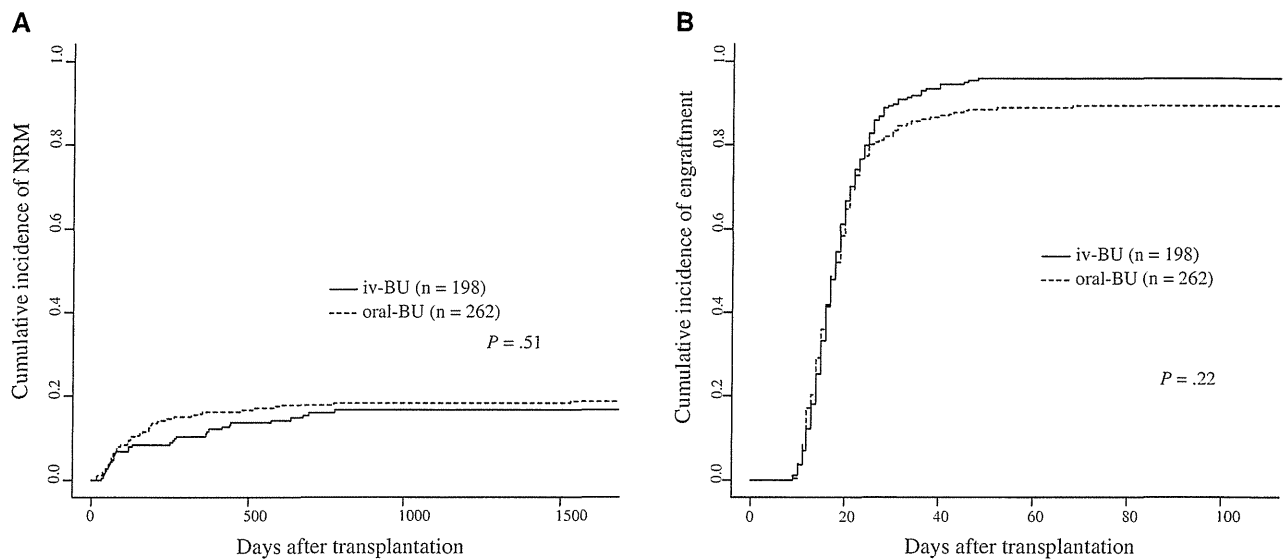 A
Cumulative incidence of NRM
1.0
0.8
0.6
0.4
0.2
0.0
iv-BU (n = 198)
oral-BU (n = 262)
P = .51
0 500 1000 1500
Days after transplantation
B
Cumulative incidence of engraftment
1.0
0.8
0.6
0.4
0.2
0.0
iv-BU (n = 198)
oral-BU (n = 262)
P = .22
0 20 40 60 80 100
Days after transplantation